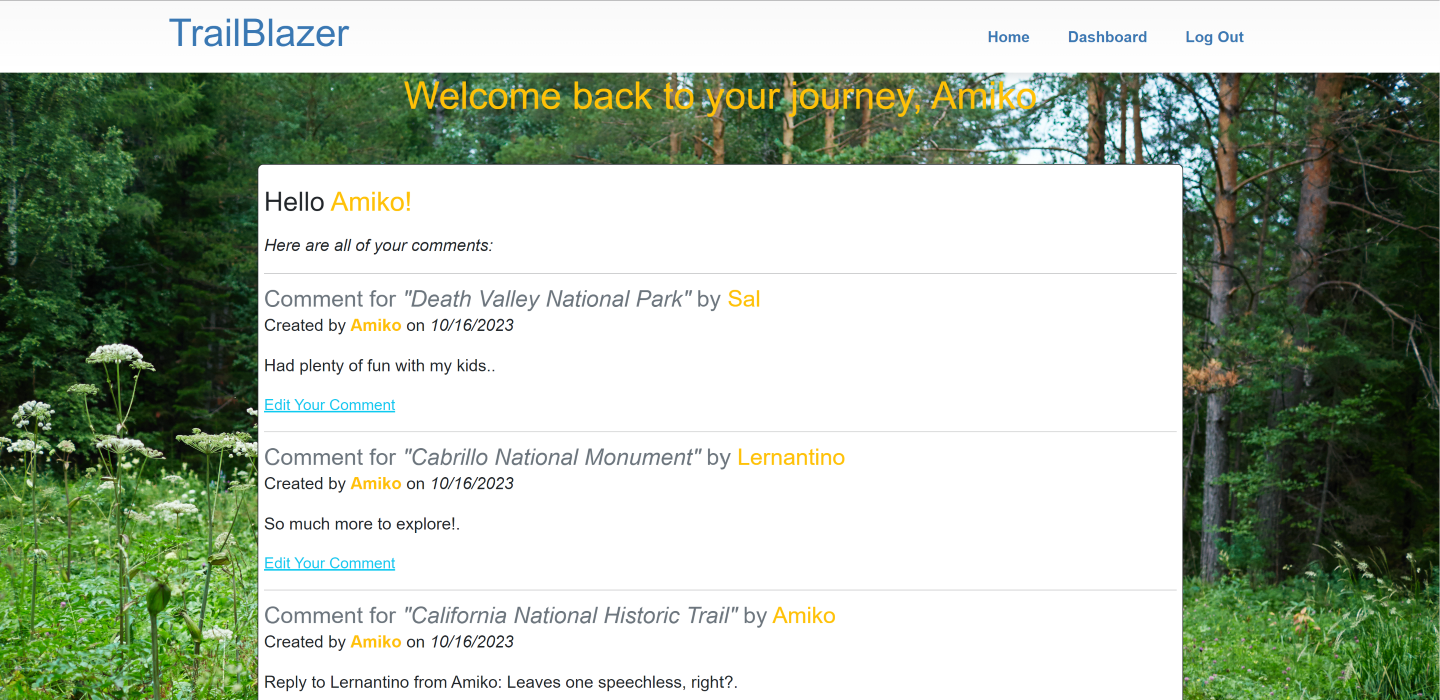 TrailBlazer
Home Dashboard Log Out
Welcome back to your journey, Amiko
Hello Amiko!
Here are all of your comments:
Comment for "Death Valley National Park" by Sal
Created by Amiko on 10/16/2023
Had plenty of fun with my kids..
Edit Your Comment
Comment for "Cabrillo National Monument" by Lernantino
Created by Amiko on 10/16/2023
So much more to explore!.
Edit Your Comment
Comment for "California National Historic Trail" by Amiko
Created by Amiko on 10/16/2023
Reply to Lernantino from Amiko: Leaves one speechless, right?.